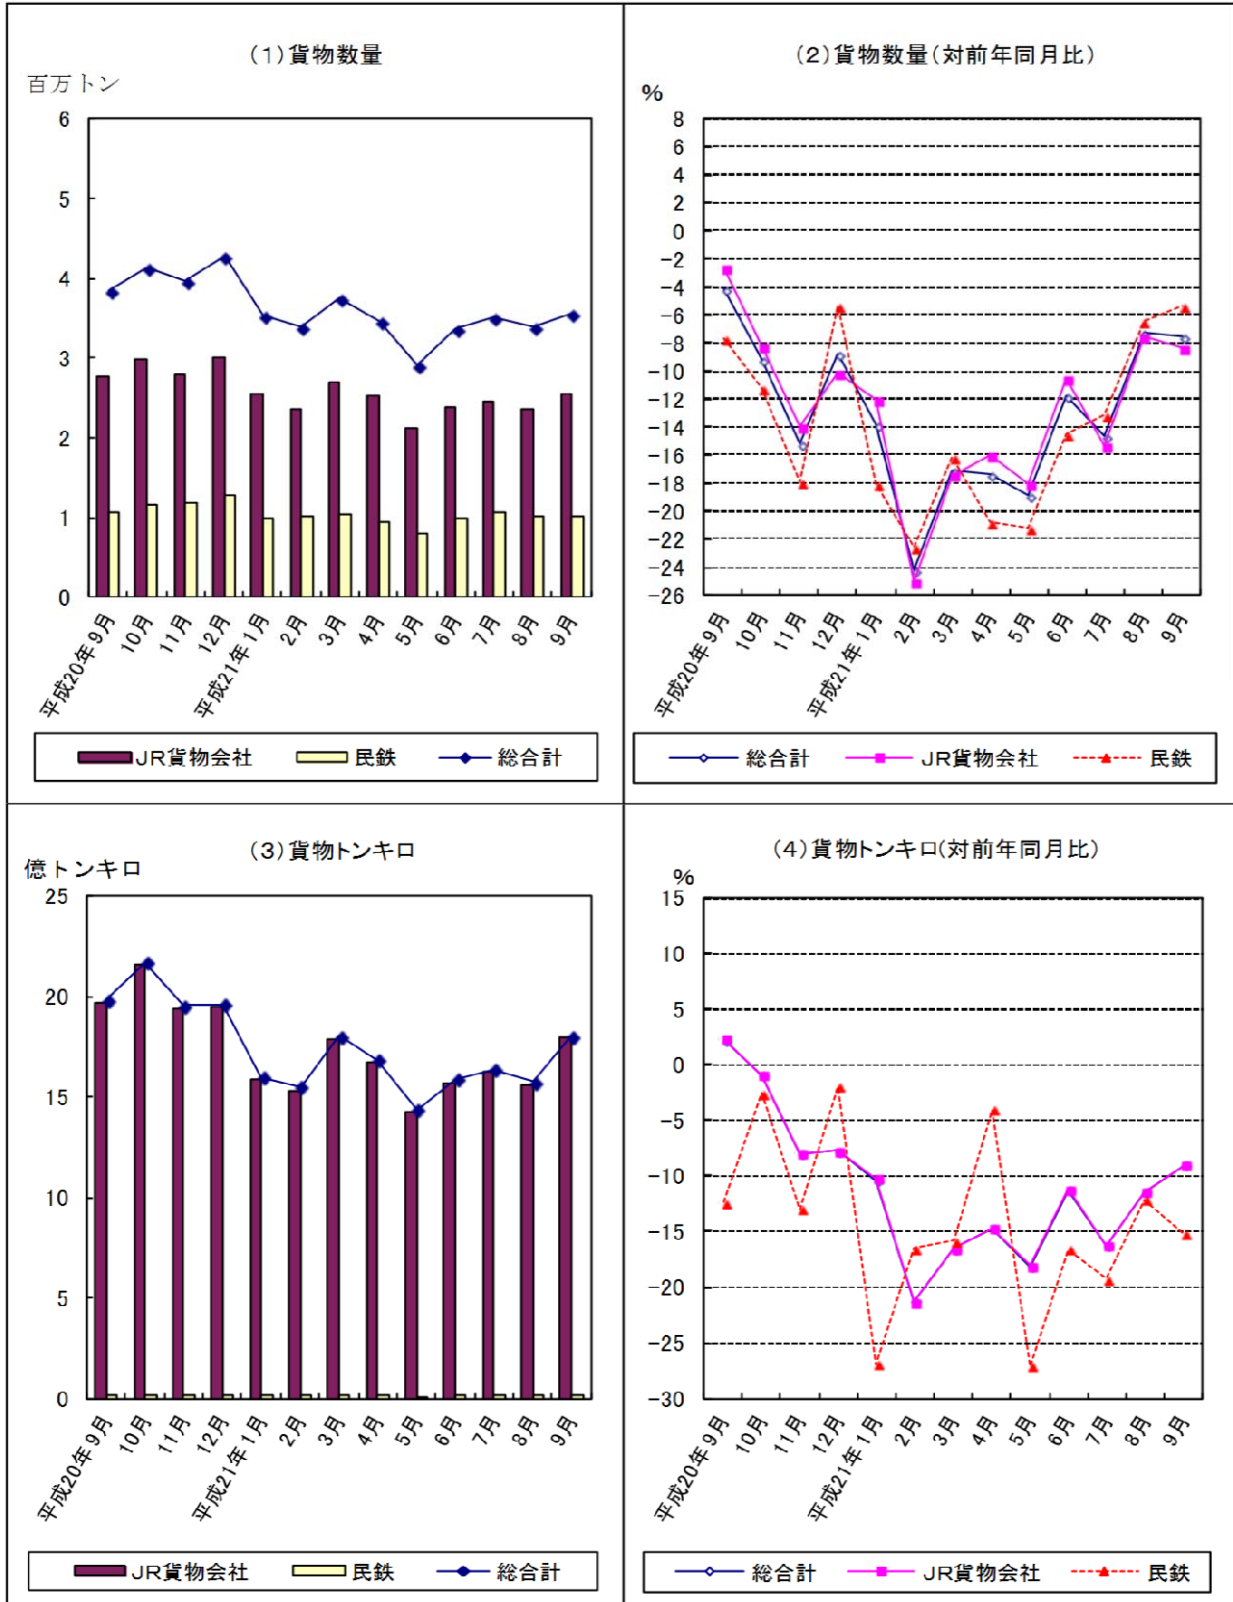 （１）貨物数量
百万トン
6
5
4
3
2
1
0
平成20年 9月
10月
11月
12月
平成21年 1月
2月
3月
4月
5月
6月
7月
8月
9月
JR貨物会社 民鉄 総合計
（２）貨物数量(対前年同月比)
%
8
6
4
2
0
-2
-4
-6
-8
-10
-12
-14
-16
-18
-20
-22
-24
-26
平成20年 9月
10月
11月
12月
平成21年 1月
2月
3月
4月
5月
6月
7月
8月
9月
総合計 JR貨物会社 民鉄
（３）貨物トンキロ
億トンキロ
25
20
15
10
5
0
平成20年 9月
10月
11月
12月
平成21年 1月
2月
3月
4月
5月
6月
7月
8月
9月
JR貨物会社 民鉄 総合計
（４）貨物トンキロ(対前年同月比)
%
15
10
5
0
-5
-10
-15
-20
-25
-30
平成20年 9月
10月
11月
12月
平成21年 1月
2月
3月
4月
5月
6月
7月
8月
9月
総合計 JR貨物会社 民鉄